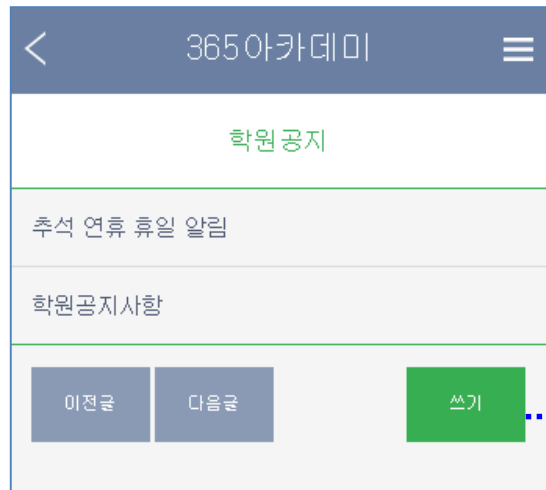 365아카데미
학원공지
추석 연휴 휴일 알림
학원공지사항
이전글 다음글 쓰기